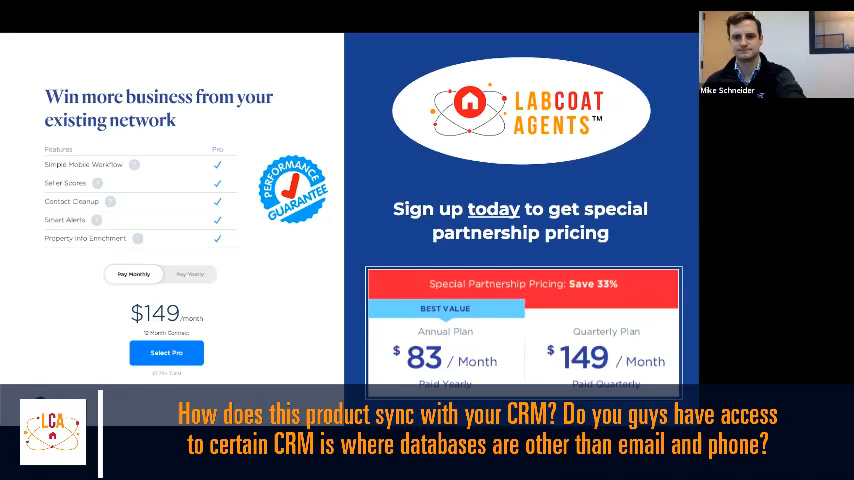 Win more business from your
existing network
Features Pro
Simple Mobile Workflow ?
Seller Scores ?
Contact Cleanup ?
Smart Alerts ?
Property Info Enrichment ?
Pay Monthly Pay Yearly
$149/month
12 Month Contract
Select Pro
PERFORMANCE
GUARANTEE
LABCOAT
AGENTS™
Sign up today to get special
partnership pricing
Special Partnership Pricing: Save 33%
BEST VALUE
Annual Plan
$ 83 / Month
Paid Yearly
Quarterly Plan
$ 149 / Month
Paid Quarterly
Mike Schneider
LCA
How does this product sync with your CRM? Do you guys have access
to certain CRM is where databases are other than email and phone?